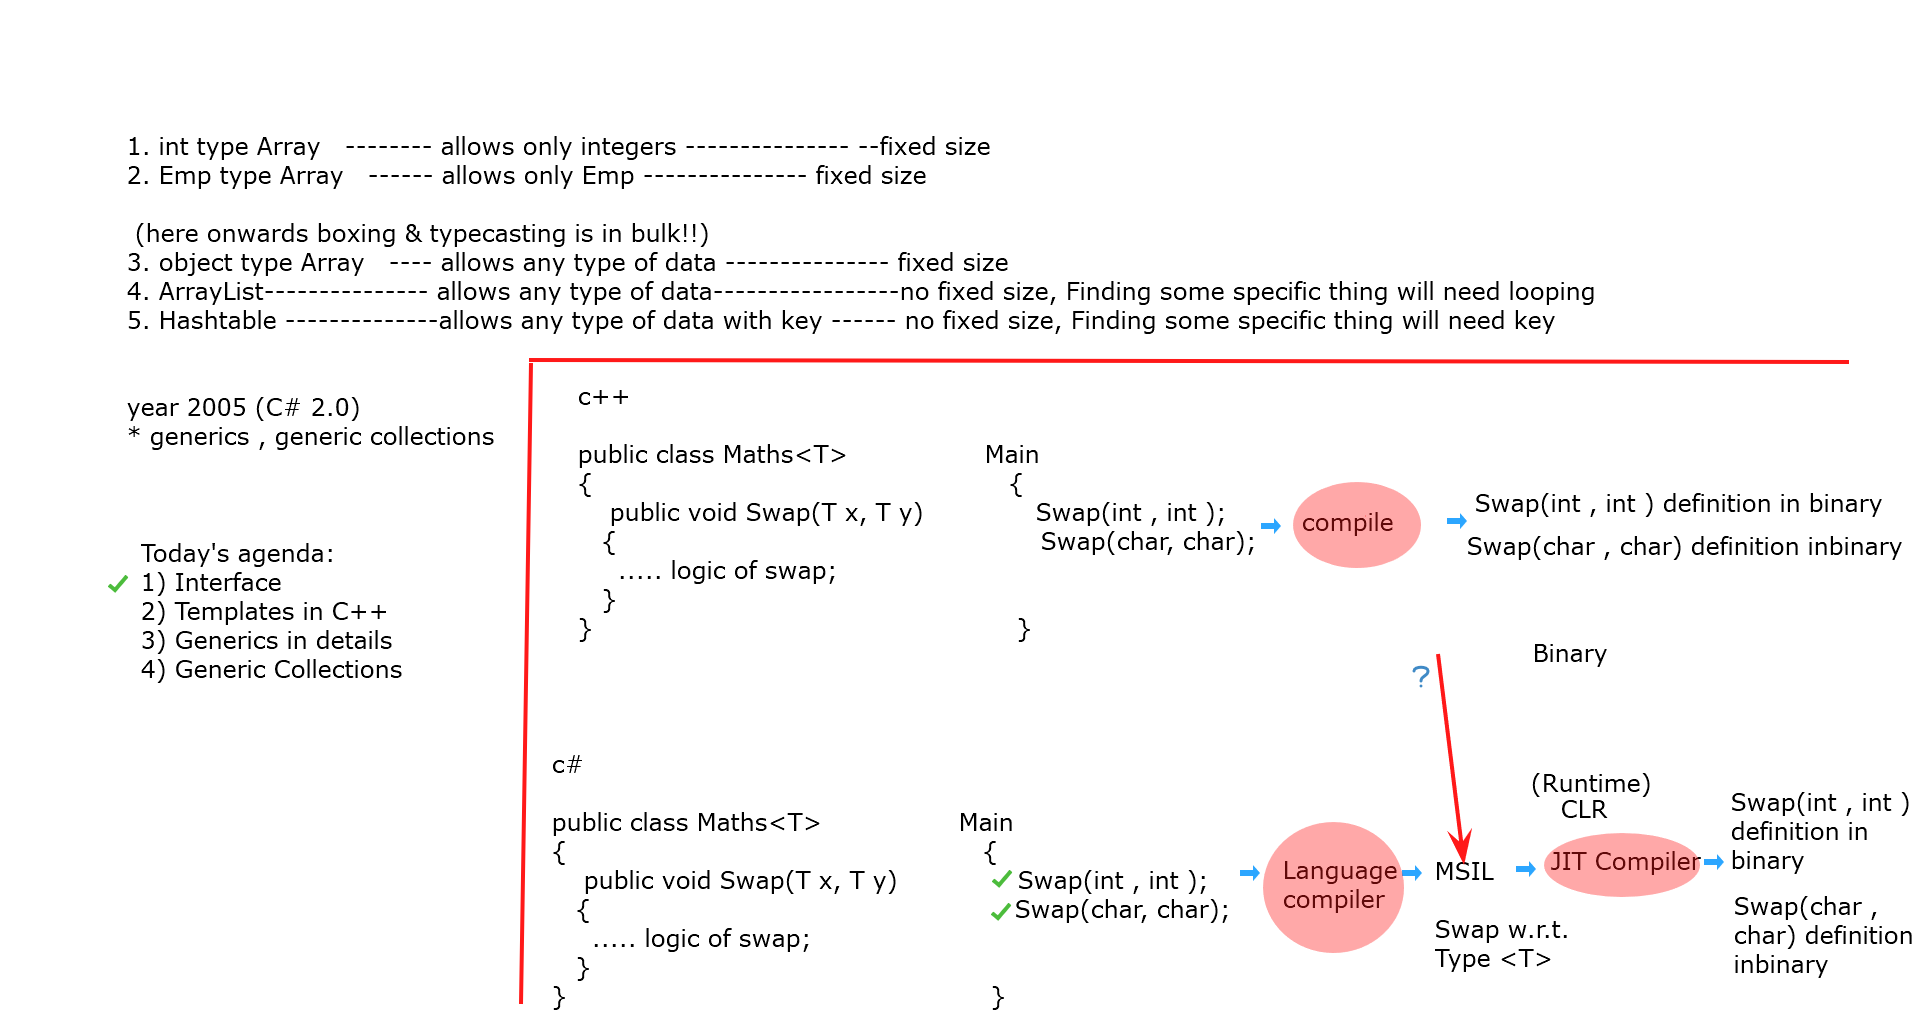 1. int type Array   -------- allows only integers --------------- --fixed size
2. Emp type Array   ------ allows only Emp --------------- fixed size
(here onwards boxing & typecasting is in bulk!!)
3. object type Array   ---- allows any type of data --------------- fixed size
4. ArrayList--------------- allows any type of data-----------------no fixed size, Finding some specific thing will need looping
5. Hashtable --------------allows any type of data with key ------ no fixed size, Finding some specific thing will need key
year 2005 (C# 2.0)
* generics , generic collections
Today's agenda:
1) Interface
2) Templates in C++
3) Generics in details
4) Generic Collections
c++
public class Maths<T>
{
public void Swap(T x, T y)
{
..... logic of swap;
}
}
Main
{
Swap(int , int );
Swap(char, char);
}
compile
Swap(int , int ) definition in binary
Swap(char , char) definition inbinary
Binary
?
c#
public class Maths<T>
{
public void Swap(T x, T y)
{
..... logic of swap;
}
}
Main
{
Swap(int , int );
Swap(char, char);
}
Language
compiler
MSIL
Swap w.r.t.
Type <T>
(Runtime)
CLR
JIT Compiler
Swap(int , int )
definition in
binary
Swap(char ,
char) definition
inbinary